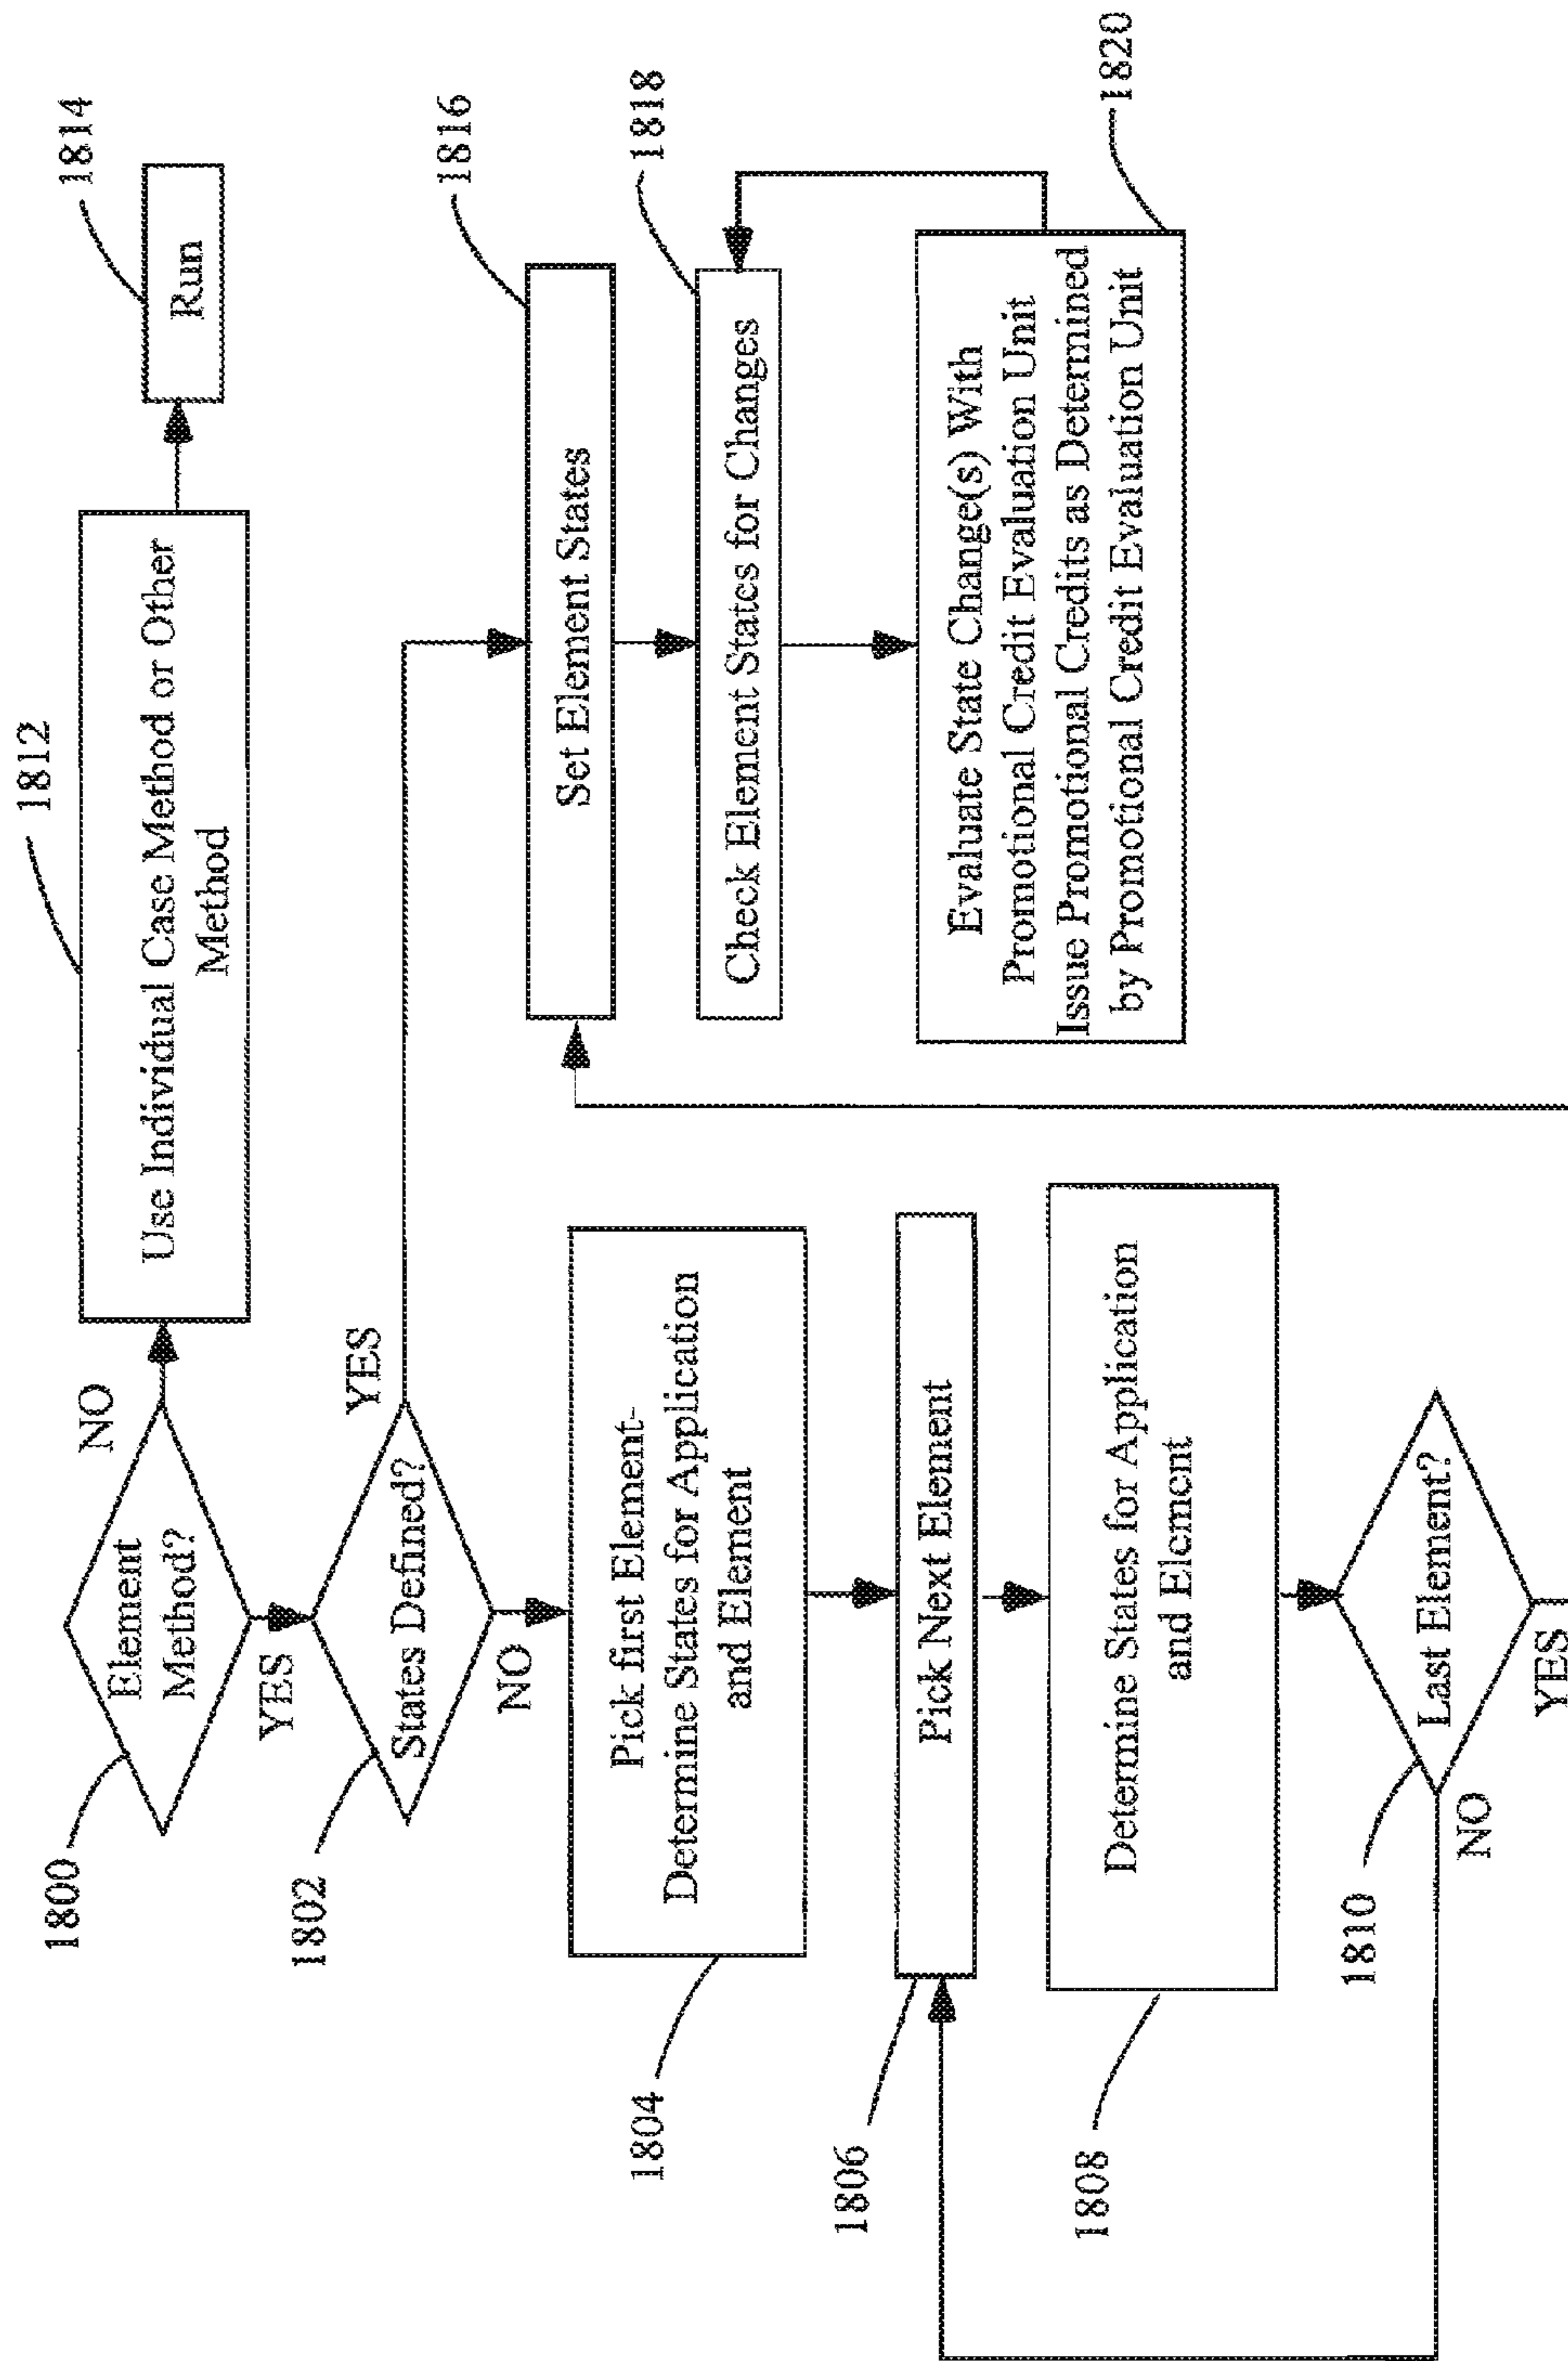 1800
Element
Method?
NO
YES
1812
Use Individual Case Method or Other
Method
1814
Run
1802
States Defined?
YES
NO
1804
Pick first Element-
Determine States for Application
and Element
1806
Pick Next Element
1808
Determine States for Application
and Element
1810
Last Element?
NO
YES
1816
Set Element States
1818
Check Element States for Changes
1820
Evaluate State Change(s) With
Promotional Credit Evaluation Unit
Issue Promotional Credits as Determined
by Promotional Credit Evaluation Unit